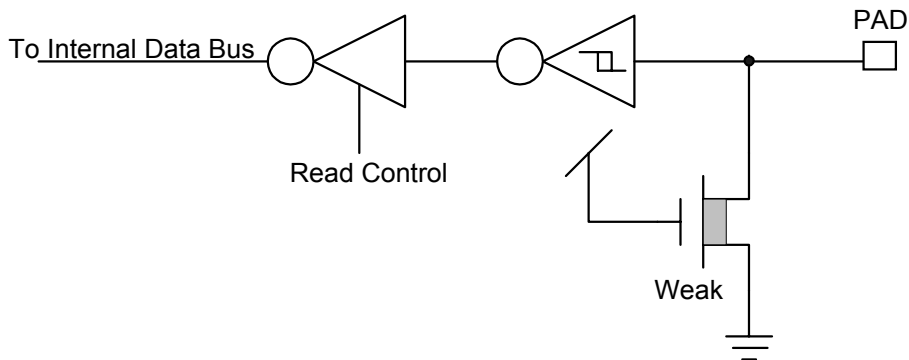 PAD
To Internal Data Bus
Read Control
Weak